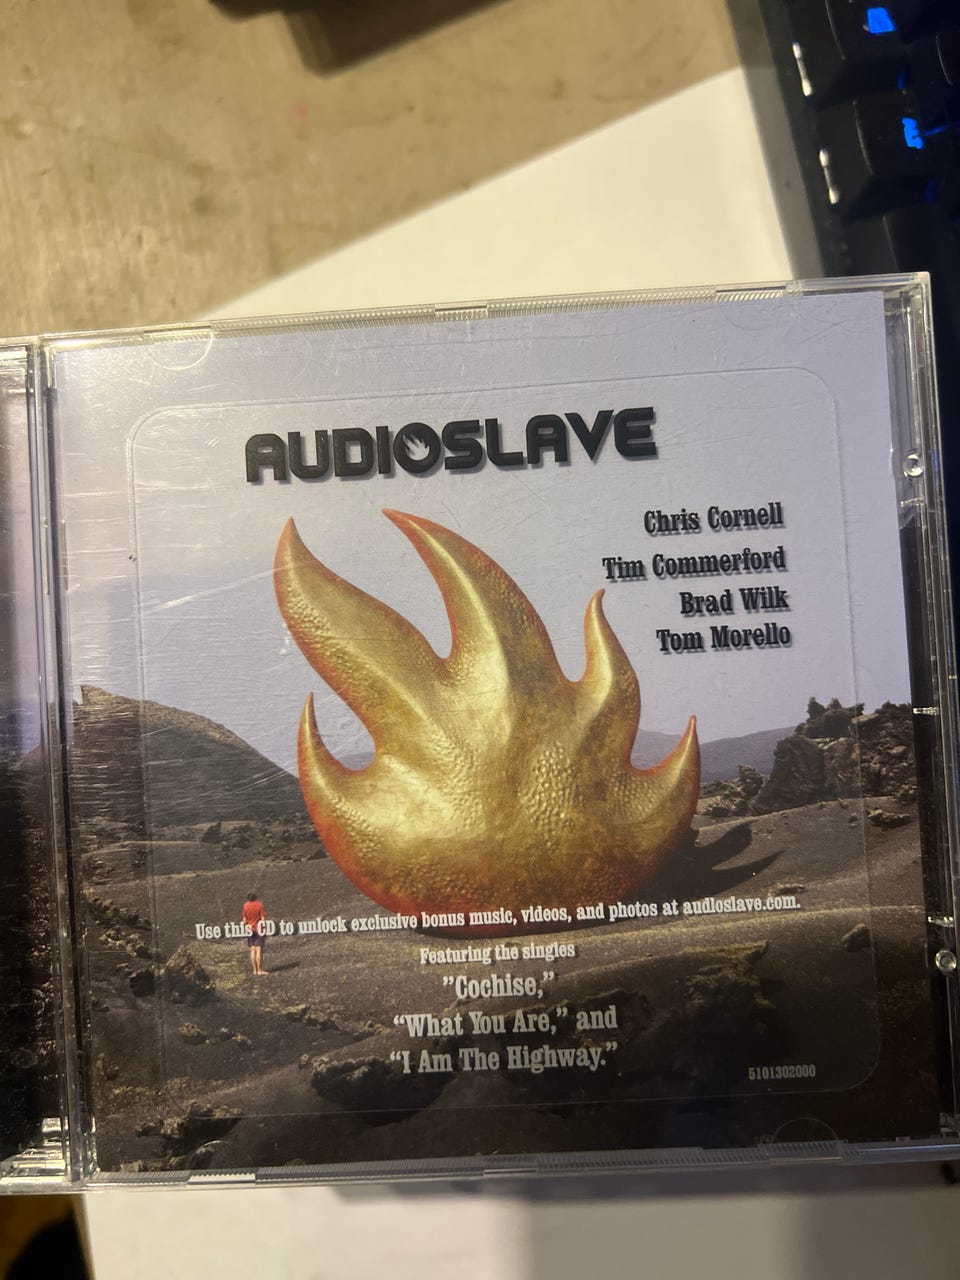 AUDIOSLAVE
Chris Cornell
Tim Commerford
Brad Wilk
Tom Morello
Use this CD to unlock exclusive bonus music, videos, and photos at audioslave.com.
Featuring the singles
”Cochise,”
“What You Are,” and
“I Am The Highway.”
5101302000